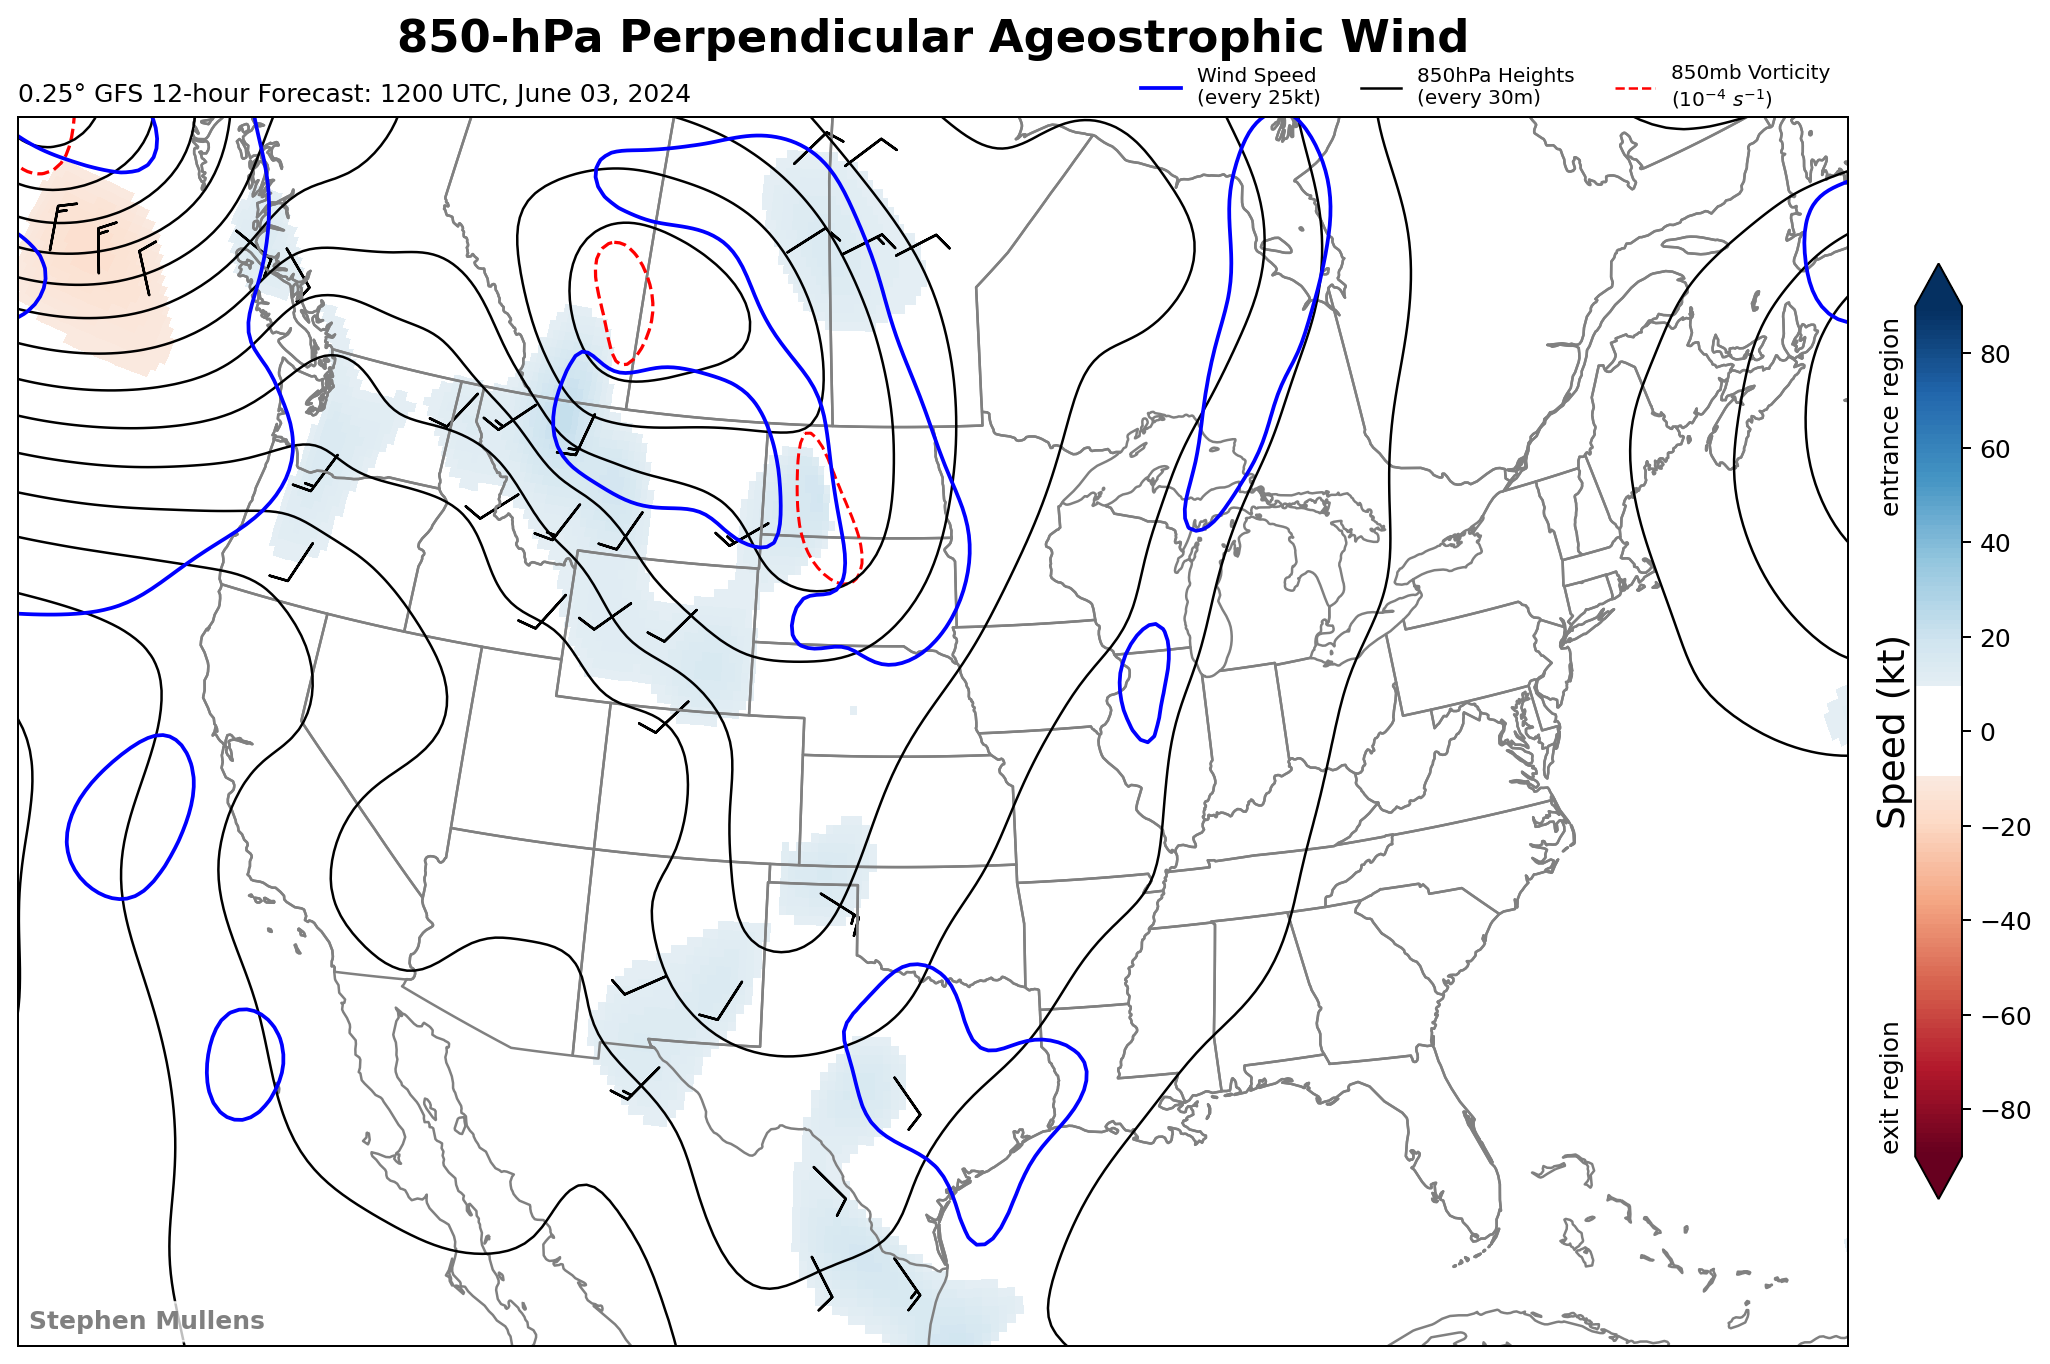 850-hPa Perpendicular Ageostrophic Wind
0.25° GFS 12-hour Forecast: 1200 UTC, June 03, 2024
Wind Speed
(every 25kt)
850hPa Heights
(every 30m)
850mb Vorticity
(10⁻⁴ s⁻¹)
entrance region
Speed (kt)
exit region
80
60
40
20
0
−20
−40
−60
−80
Stephen Mullens